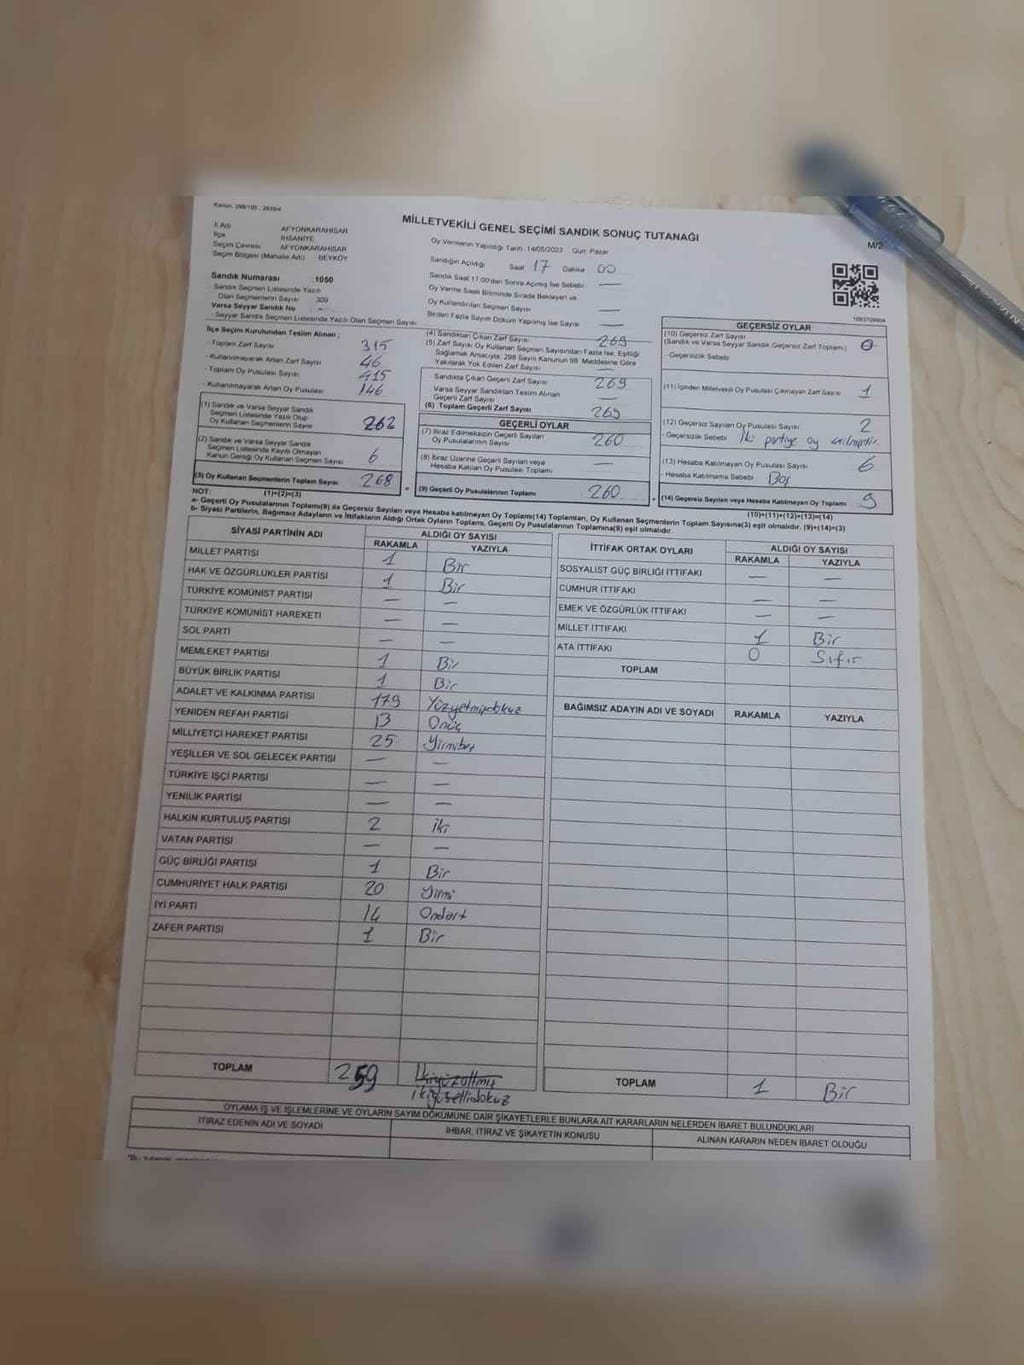 Kanun, 298/105 , 2839/4
MİLLETVEKİLİ GENEL SEÇİMİ SANDIK SONUÇ TUTANAĞI
M/2
İl Adı AFYONKARAHİSAR
İlçe İHSANİYE
Seçim Çevresi AFYONKARAHİSAR
Seçim Bölgesi (Mahalle Adı) BEYKÖY
Oy Vermenin Yapıldığı Tarih 14/05/2023 Gün Pazar
Sandığın Açıldığı Saat 17 Dakika 00
Sandık Saat 17:00'den Sonra Açılmış İse Sebebi —
Oy Verme Saati Bitiminde Sırada Bekleyen ve
Oy Kullandırılan Seçmen Sayısı —
Birden Fazla Sayım Döküm Yapılmış İse Sayısı —
Sandık Numarası 1050
Sandık Seçmen Listesinde Yazılı
Olan Seçmenlerin Sayısı 309
Varsa Seyyar Sandık No -
- Seyyar Sandık Seçmen Listesinde Yazılı Olan Seçmen Sayısı
İlçe Seçim Kurulundan Teslim Alınan ;
- Toplam Zarf Sayısı 315
- Kullanılmayarak Artan Zarf Sayısı 46
- Toplam Oy Pusulası Sayısı 415
- Kullanılmayarak Artan Oy Pusulası 146
(1) Sandık ve Varsa Seyyar Sandık
Seçmen Listesinde Yazılı Olup
Oy Kullanan Seçmenlerin Sayısı 262
(2) Sandık ve Varsa Seyyar Sandık
Seçmen Listesinde Kayıtlı Olmayan
Kanun Gereği Oy Kullanan Seçmen Sayısı 6
(3) Oy Kullanan Seçmenlerin Toplam Sayısı 268
(1)+(2)=(3)
(4) Sandıktan Çıkan Zarf Sayısı 269
(5) Zarf Sayısı Oy Kullanan Seçmen Sayısından Fazla İse, Eşitliği
Sağlamak Amacıyla, 298 Sayılı Kanunun 98. Maddesine Göre
Yakılarak Yok Edilen Zarf Sayısı —
Sandıkta Çıkan Geçerli Zarf Sayısı 269
Varsa Seyyar Sandıktan Teslim Alınan
Geçerli Zarf Sayısı —
(6) Toplam Geçerli Zarf Sayısı 269
GEÇERLİ OYLAR
(7) İtiraz Edilmeksizin Geçerli Sayılan
Oy Pusulalarının Sayısı 260
(8) İtiraz Üzerine Geçerli Sayılan veya
Hesaba Katılan Oy Pusulası Toplamı —
(9) Geçerli Oy Pusulalarının Toplamı 260
GEÇERSİZ OYLAR
(10) Geçersiz Zarf Sayısı
(Sandık ve Varsa Seyyar Sandık Geçersiz Zarf Toplamı) 0
- Geçersizlik Sebebi
(11) İçinden Milletvekili Oy Pusulası Çıkmayan Zarf Sayısı 1
(12) Geçersiz Sayılan Oy Pusulası Sayısı 2
- Geçersizlik Sebebi İki partiye oy
(13) Hesaba Katılmayan Oy Pusulası Sayısı 6
- Hesaba Katılmama Sebebi Boş
(14) Geçersiz Sayılan veya Hesaba Katılmayan Oy Toplamı 9
(10)+(11)+(12)+(13)=(14)
NOT:
a- Geçerli Oy Pusulalarının Toplamı(9) ile Geçersiz Sayılan veya Hesaba katılmayan Oy Toplamı(14) Toplamları, Oy Kullanan Seçmenlerin Toplam Sayısına(3) eşit olmalıdır. (9)+(14)=(3)
b- Siyasi Partilerin, Bağımsız Adayların ve İttifakların Aldığı Ortak Oyların Toplamı, Geçerli Oy Pusulalarının Toplamına(9) eşit olmalıdır.
SİYASİ PARTİNİN ADI ALDIĞI OY SAYISI
RAKAMLA YAZIYLA
MİLLET PARTİSİ 1 Bir
HAK VE ÖZGÜRLÜKLER PARTİSİ 1 Bir
TÜRKİYE KOMÜNİST PARTİSİ — —
TÜRKİYE KOMÜNİST HAREKETİ — —
SOL PARTİ — —
MEMLEKET PARTİSİ 1 Bir
BÜYÜK BİRLİK PARTİSİ 1 Bir
ADALET VE KALKINMA PARTİSİ 179 Yüzyetmişdokuz
YENİDEN REFAH PARTİSİ 13 Onüç
MİLLİYETÇİ HAREKET PARTİSİ 25 Yirmibeş
YEŞİLLER VE SOL GELECEK PARTİSİ — —
TÜRKİYE İŞÇİ PARTİSİ — —
YENİLİK PARTİSİ — —
HALKIN KURTULUŞ PARTİSİ 2 iki
VATAN PARTİSİ — —
GÜÇ BİRLİĞİ PARTİSİ 1 Bir
CUMHURİYET HALK PARTİSİ 20 Yirmi
İYİ PARTİ 14 Ondört
ZAFER PARTİSİ 1 Bir
TOPLAM 259 İkiyüzaltmış
ikiyüzellidokuz
İTTİFAK ORTAK OYLARI ALDIĞI OY SAYISI
RAKAMLA YAZIYLA
SOSYALİST GÜÇ BİRLİĞİ İTTİFAKI — —
CUMHUR İTTİFAKI — —
EMEK VE ÖZGÜRLÜK İTTİFAKI — —
MİLLET İTTİFAKI 1 Bir
ATA İTTİFAKI 0 Sıfır
TOPLAM
BAĞIMSIZ ADAYIN ADI VE SOYADI RAKAMLA YAZIYLA
TOPLAM 1 Bir
OYLAMA İŞ VE İŞLEMLERİNE VE OYLARIN SAYIM DÖKÜMÜNE DAİR ŞİKAYETLERLE BUNLARA AİT KARARLARIN NELERDEN İBARET BULUNDUKLARI
İTİRAZ EDENİN ADI VE SOYADI İHBAR, İTİRAZ VE ŞİKAYETİN KONUSU ALINAN KARARIN NEDEN İBARET OLDUĞU